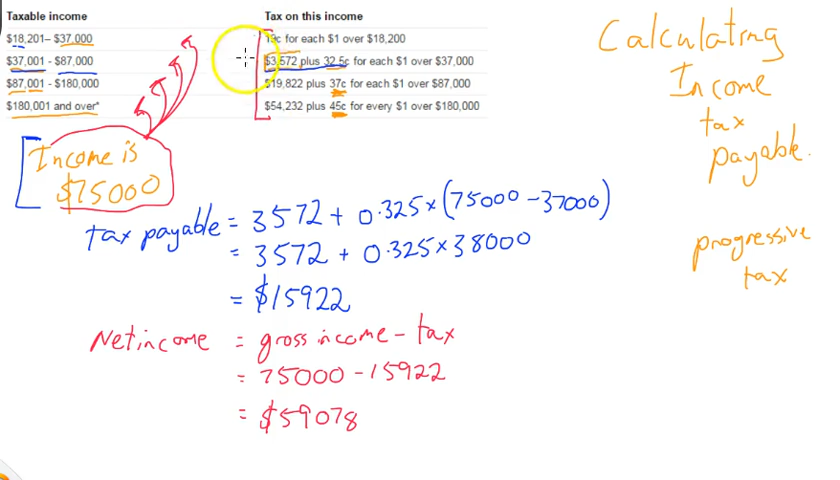 Taxable income Tax on this income
$18,201– $37,000 19c for each $1 over $18,200
$37,001 - $87,000 $3,572 plus 32.5c for each $1 over $37,000
$87,001 - $180,000 $19,822 plus 37c for each $1 over $87,000
$180,001 and over* $54,232 plus 45c for every $1 over $180,000
Calculating
Income
tax
payable.
progressive
tax
Income is
$75000
tax payable = 3572 + 0.325 × (75000 - 37000)
= 3572 + 0.325 × 38000
= $15922
Net income = gross income - tax
= 75000 - 15922
= $59078